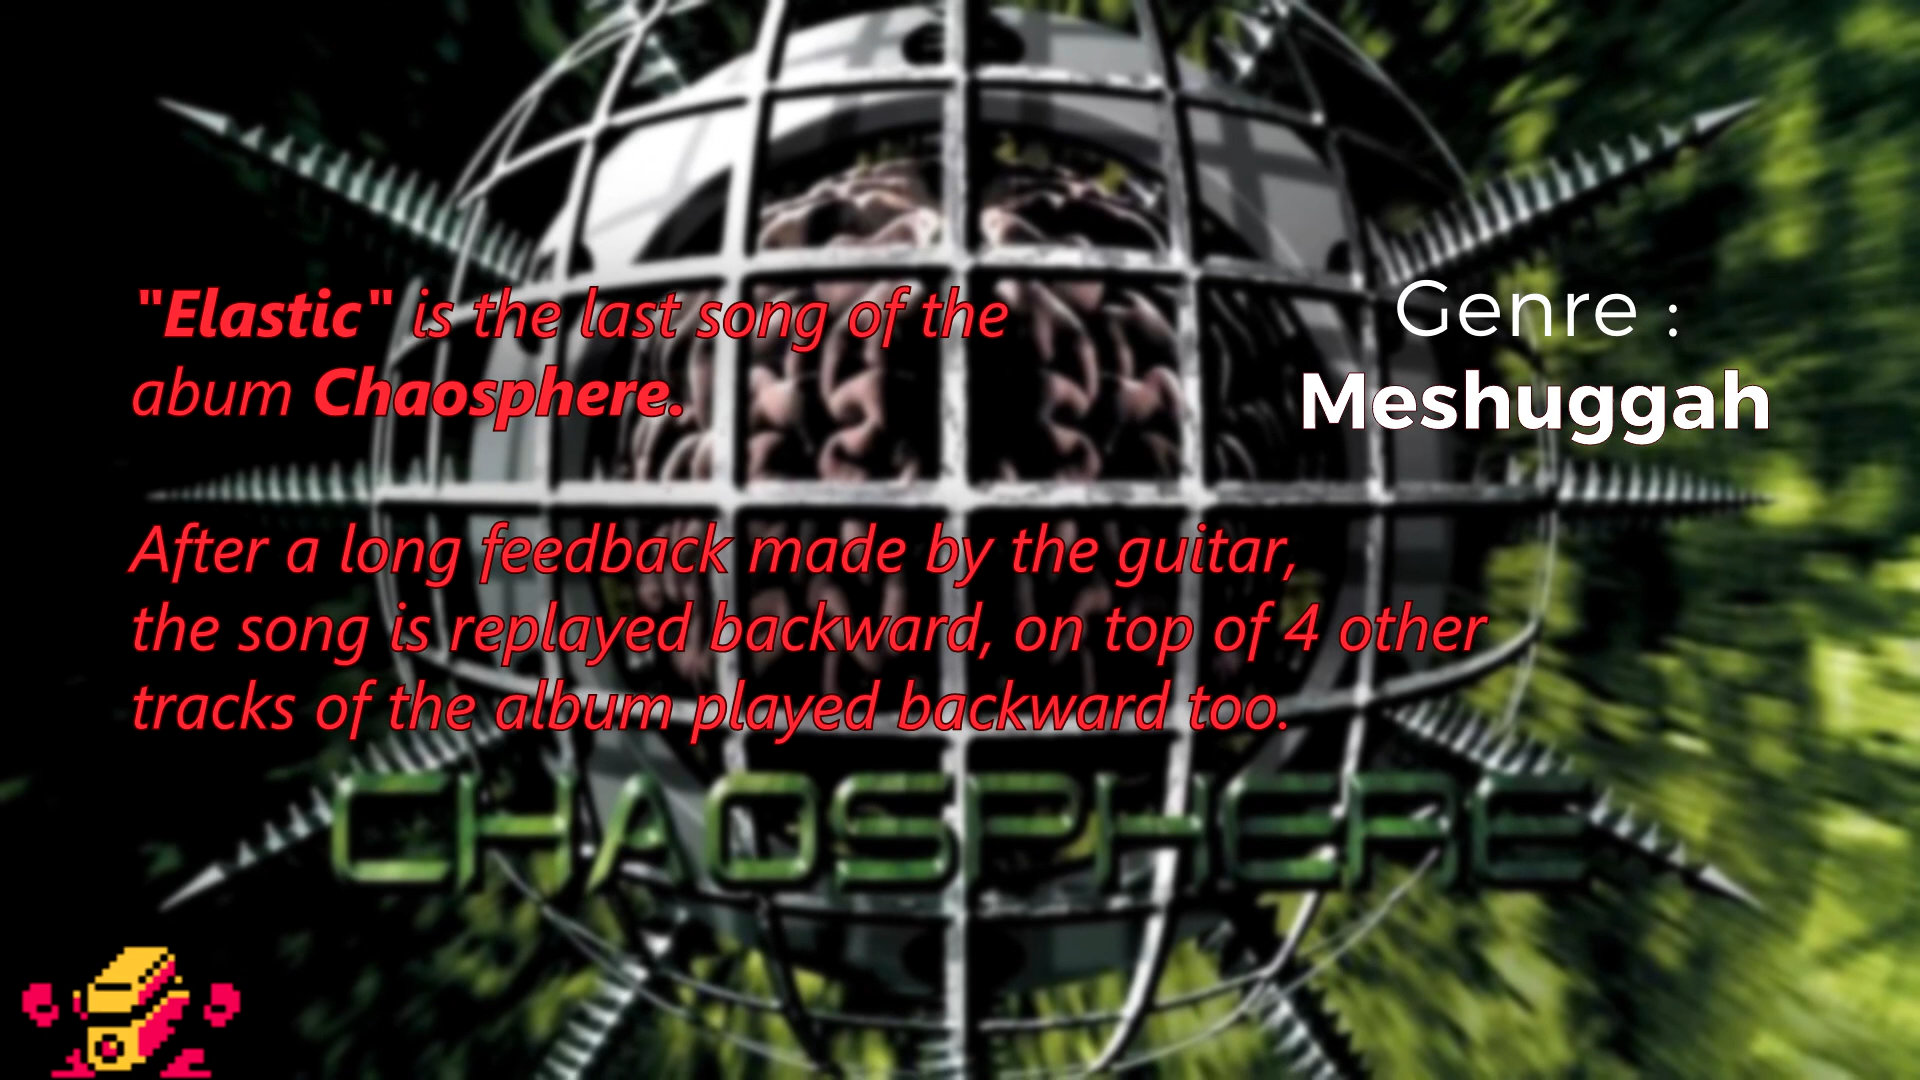 "Elastic" is the last song of the
abum Chaosphere.
Genre :
Meshuggah
After a long feedback made by the guitar,
the song is replayed backward, on top of 4 other
tracks of the album played backward too.
CHAOSPHERE